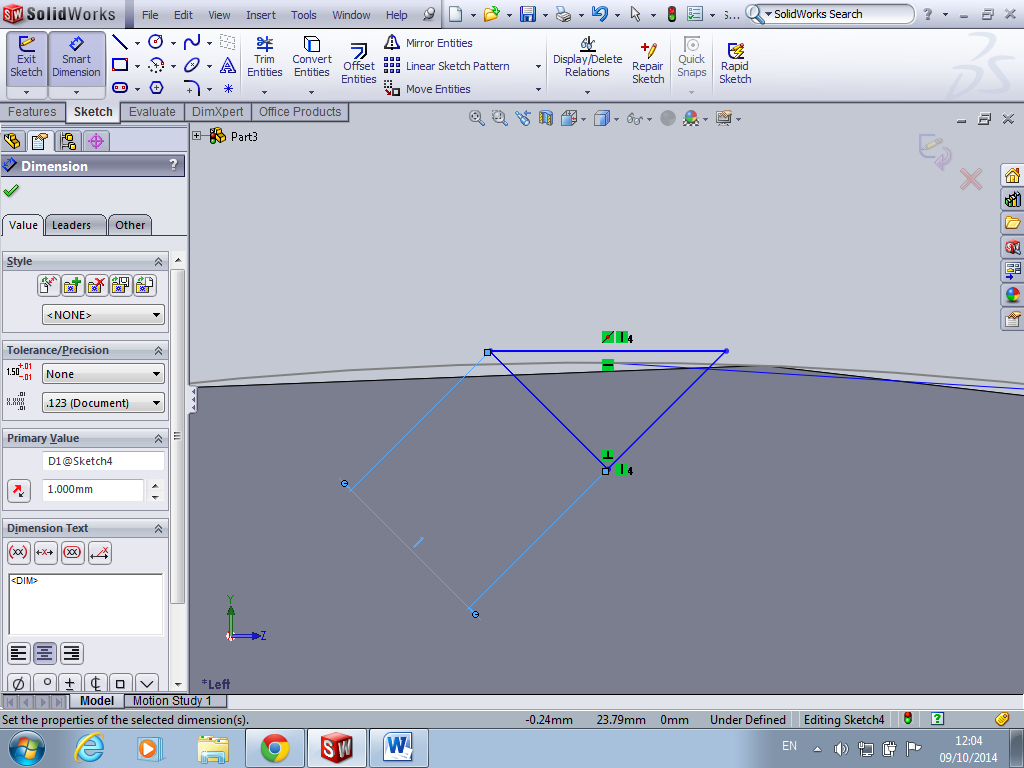 SolidWorks File Edit View Insert Tools Window Help S... SolidWorks Search
Exit Sketch
Smart Dimension
Trim Entities
Convert Entities
Offset Entities
Mirror Entities
Linear Sketch Pattern
Move Entities
Display/Delete Relations
Repair Sketch
Quick Snaps
Rapid Sketch
Features Sketch Evaluate DimXpert Office Products
Part3
Dimension ?
Value Leaders Other
Style
<NONE>
Tolerance/Precision
None
.123 (Document)
Primary Value
D1@Sketch4
1.000mm
Dimension Text
<DIM>
4
4
Y
Z
*Left
Model Motion Study 1
Set the properties of the selected dimension(s). -0.24mm 23.79mm 0mm Under Defined Editing Sketch4
EN
12:04
09/10/2014